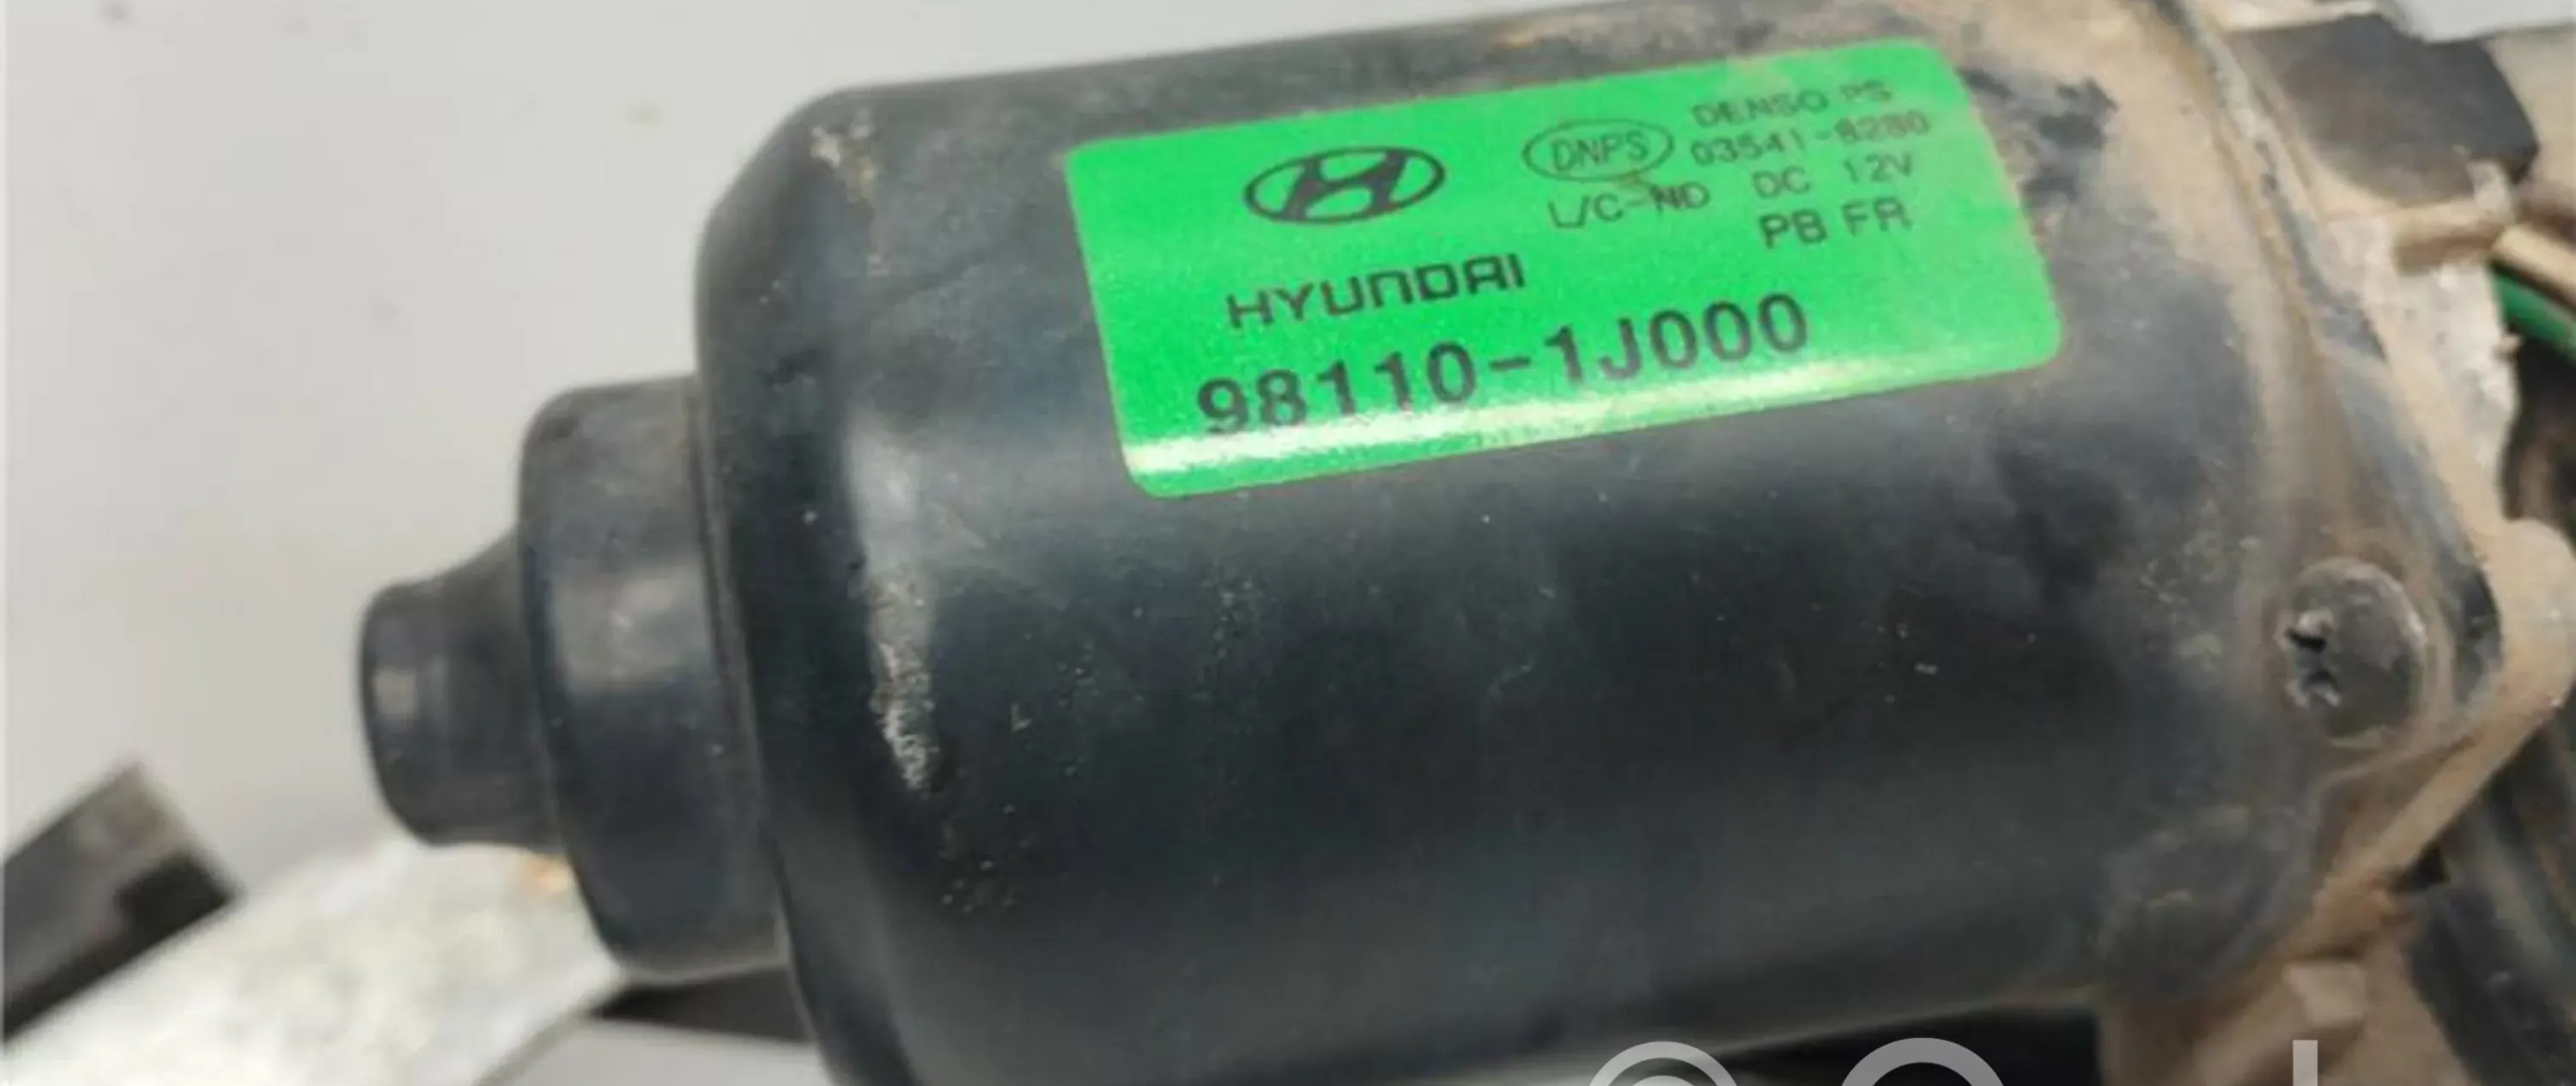 DENSO PS
DNPS 03541-8280
L/C-ND DC 12V
PB FR
HYUNDAI
98110-1J000